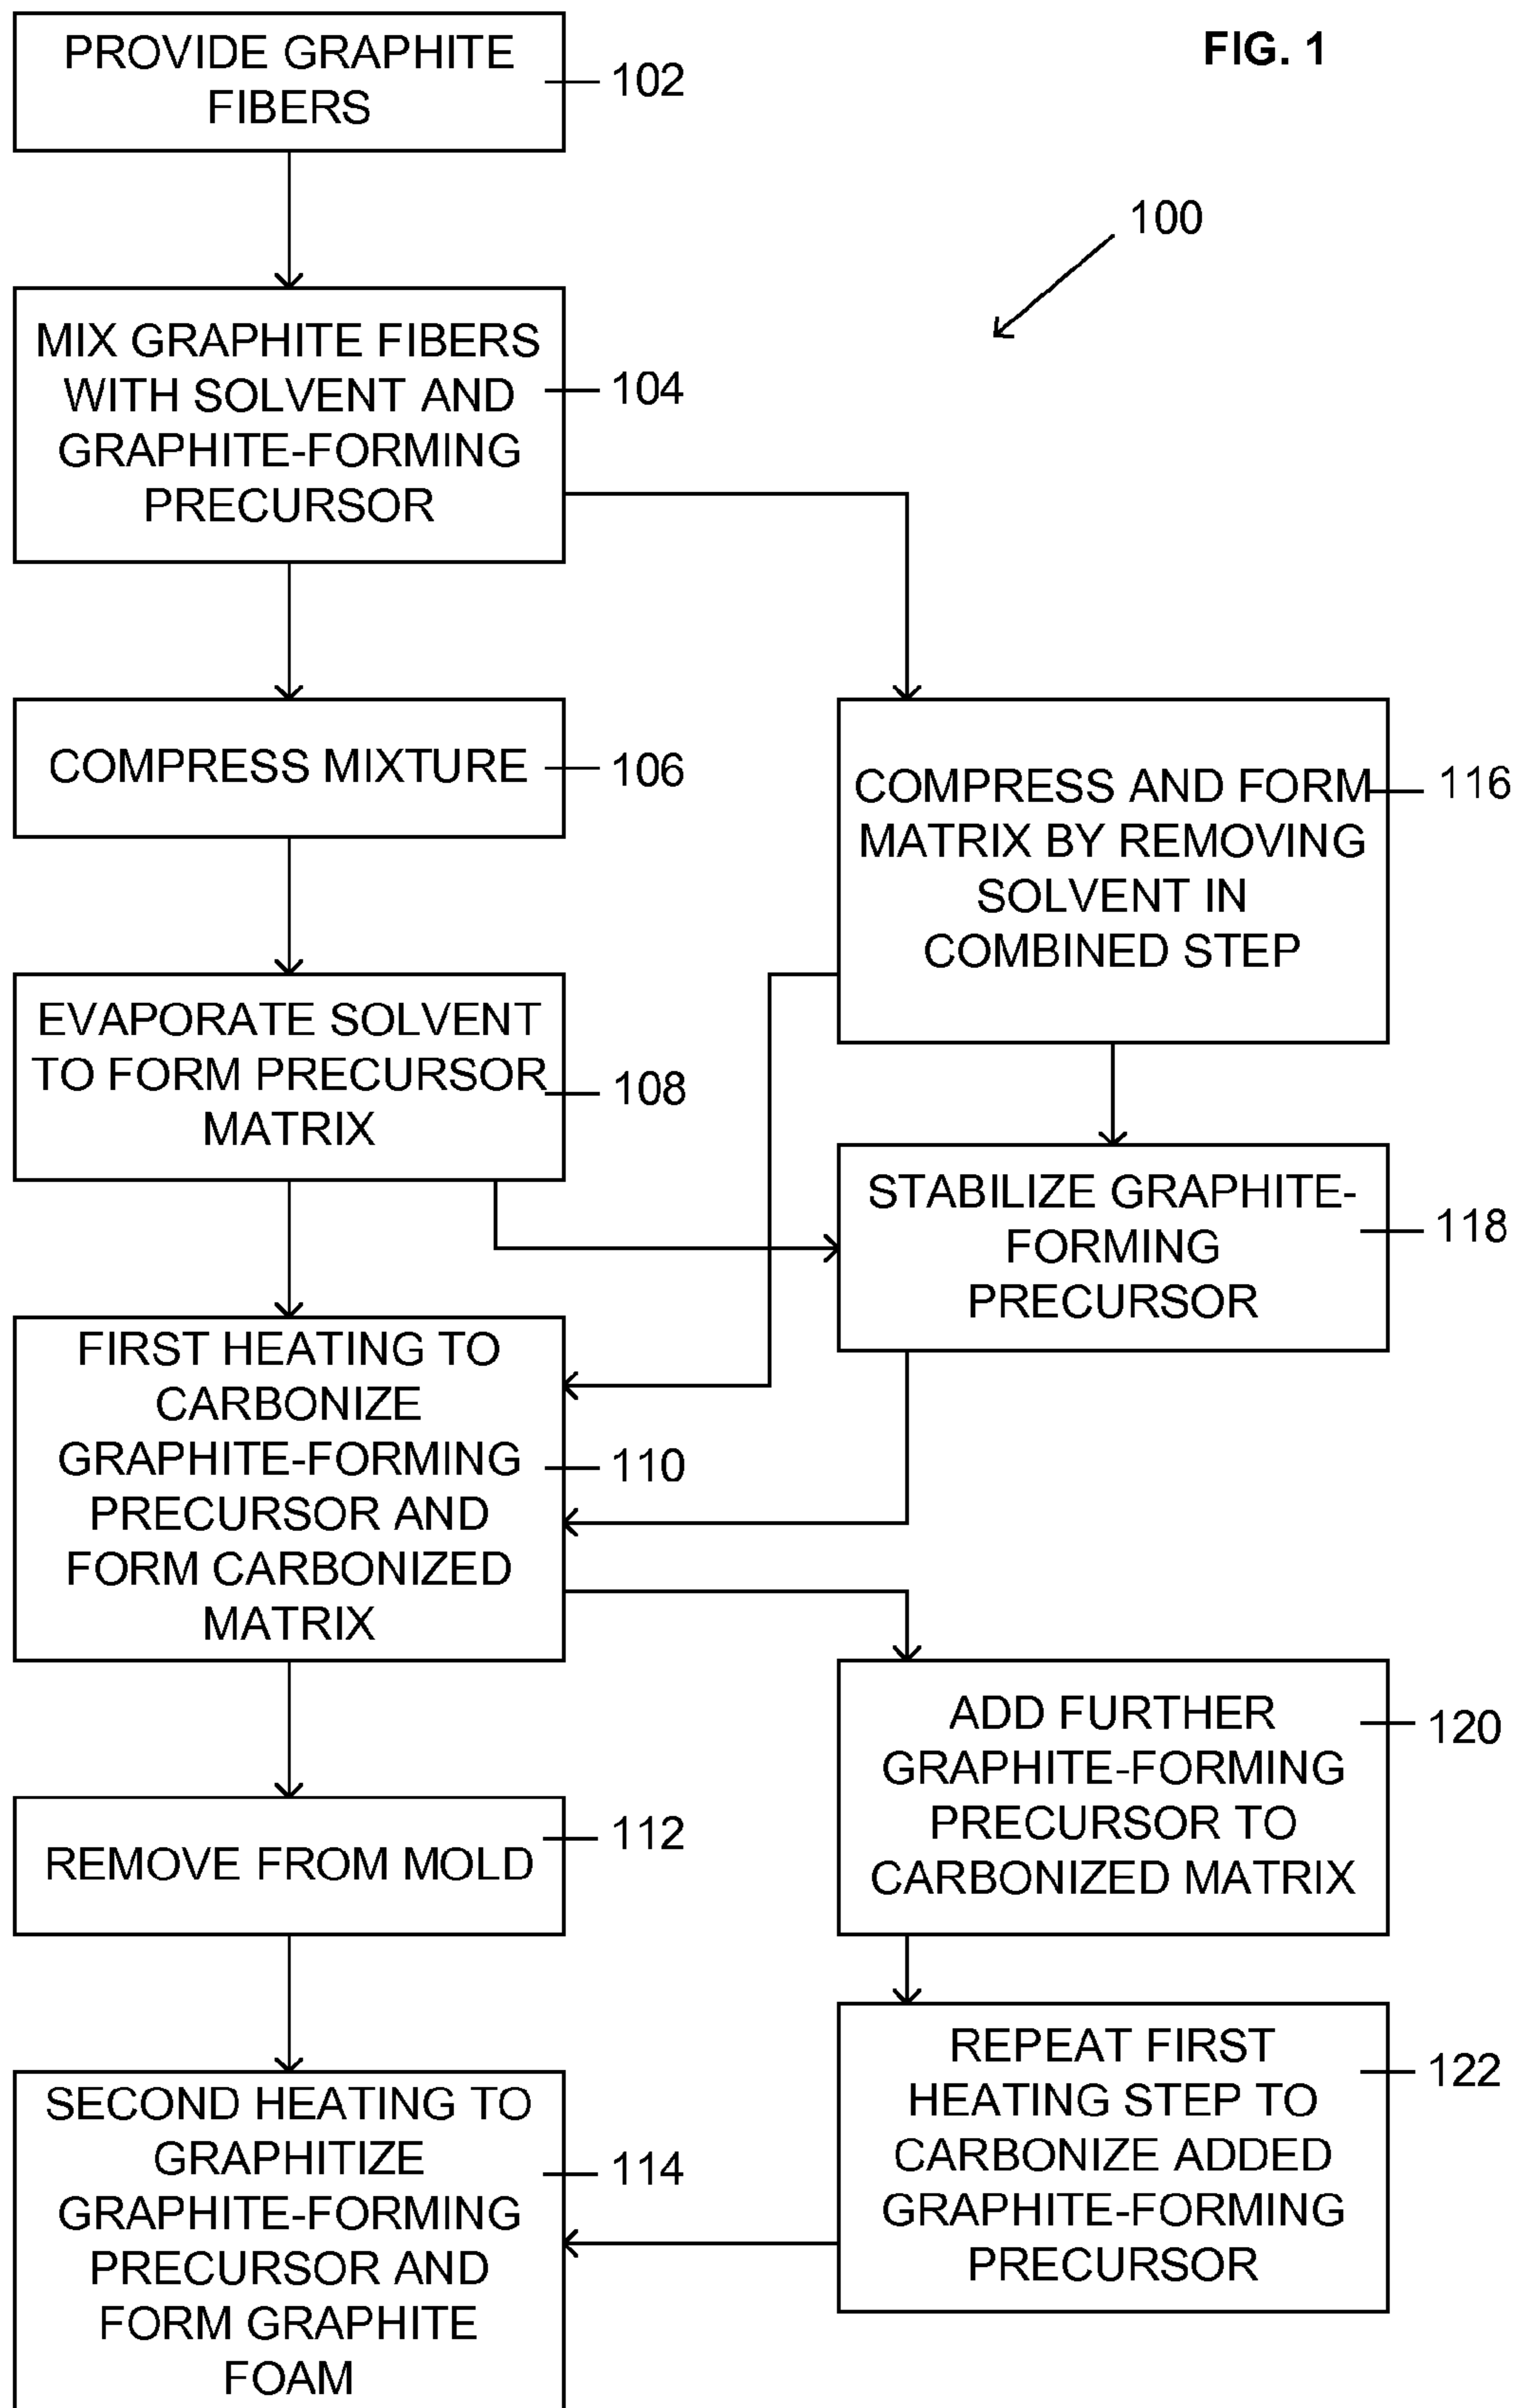 FIG. 1
100
PROVIDE GRAPHITE
FIBERS
102
MIX GRAPHITE FIBERS
WITH SOLVENT AND
GRAPHITE-FORMING
PRECURSOR
104
COMPRESS MIXTURE
106
COMPRESS AND FORM
MATRIX BY REMOVING
SOLVENT IN
COMBINED STEP
116
EVAPORATE SOLVENT
TO FORM PRECURSOR
MATRIX
108
STABILIZE GRAPHITE-
FORMING
PRECURSOR
118
FIRST HEATING TO
CARBONIZE
GRAPHITE-FORMING
PRECURSOR AND
FORM CARBONIZED
MATRIX
110
ADD FURTHER
GRAPHITE-FORMING
PRECURSOR TO
CARBONIZED MATRIX
120
REMOVE FROM MOLD
112
REPEAT FIRST
HEATING STEP TO
CARBONIZE ADDED
GRAPHITE-FORMING
PRECURSOR
122
SECOND HEATING TO
GRAPHITIZE
GRAPHITE-FORMING
PRECURSOR AND
FORM GRAPHITE
FOAM
114